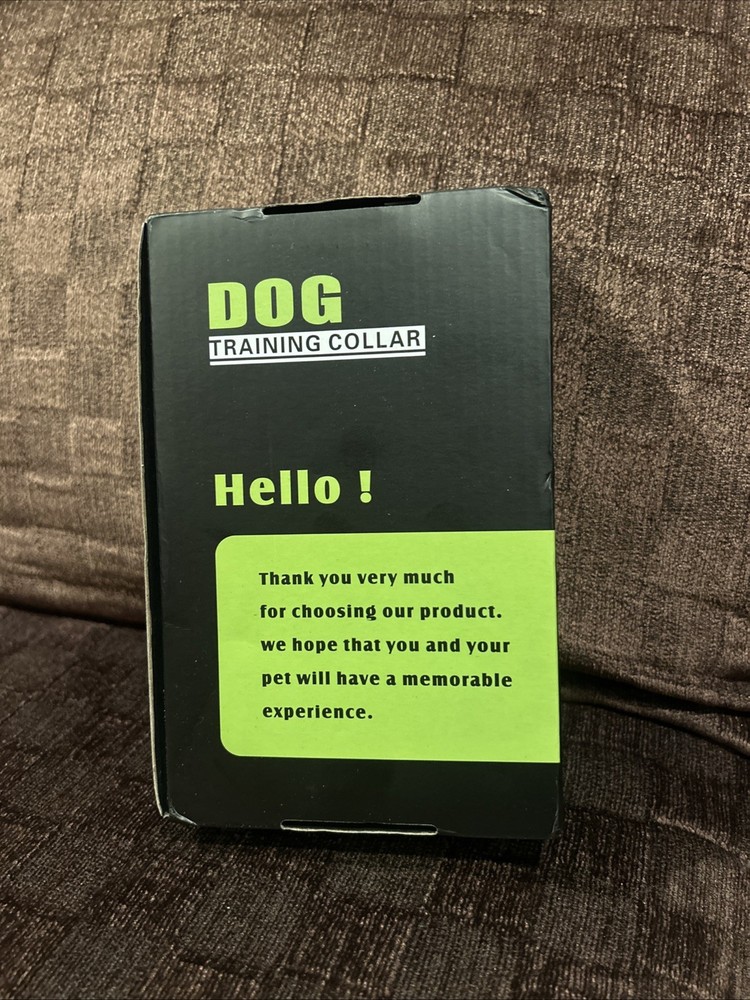 DOG
TRAINING COLLAR
Hello !
Thank you very much
for choosing our product.
we hope that you and your
pet will have a memorable
experience.